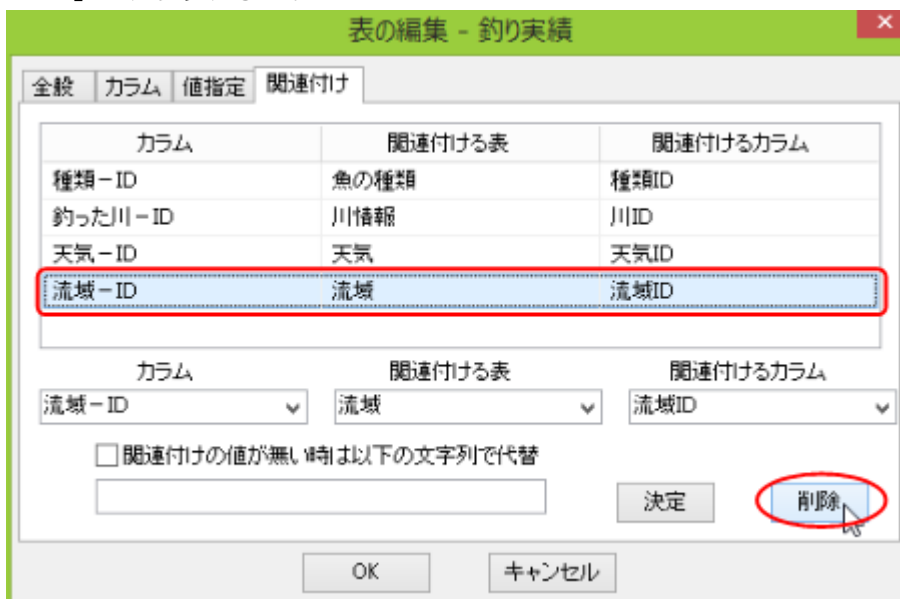 表の編集 - 釣り実績
全般 カラム 値指定 関連付け
カラム 関連付ける表 関連付けるカラム
種類－ID 魚の種類 種類ID
釣った川－ID 川情報 川ID
天気－ID 天気 天気ID
流域－ID 流域 流域ID
カラム 関連付ける表 関連付けるカラム
流域－ID 流域 流域ID
関連付けの値が無い時は以下の文字列で代替
決定 削除
OK キャンセル